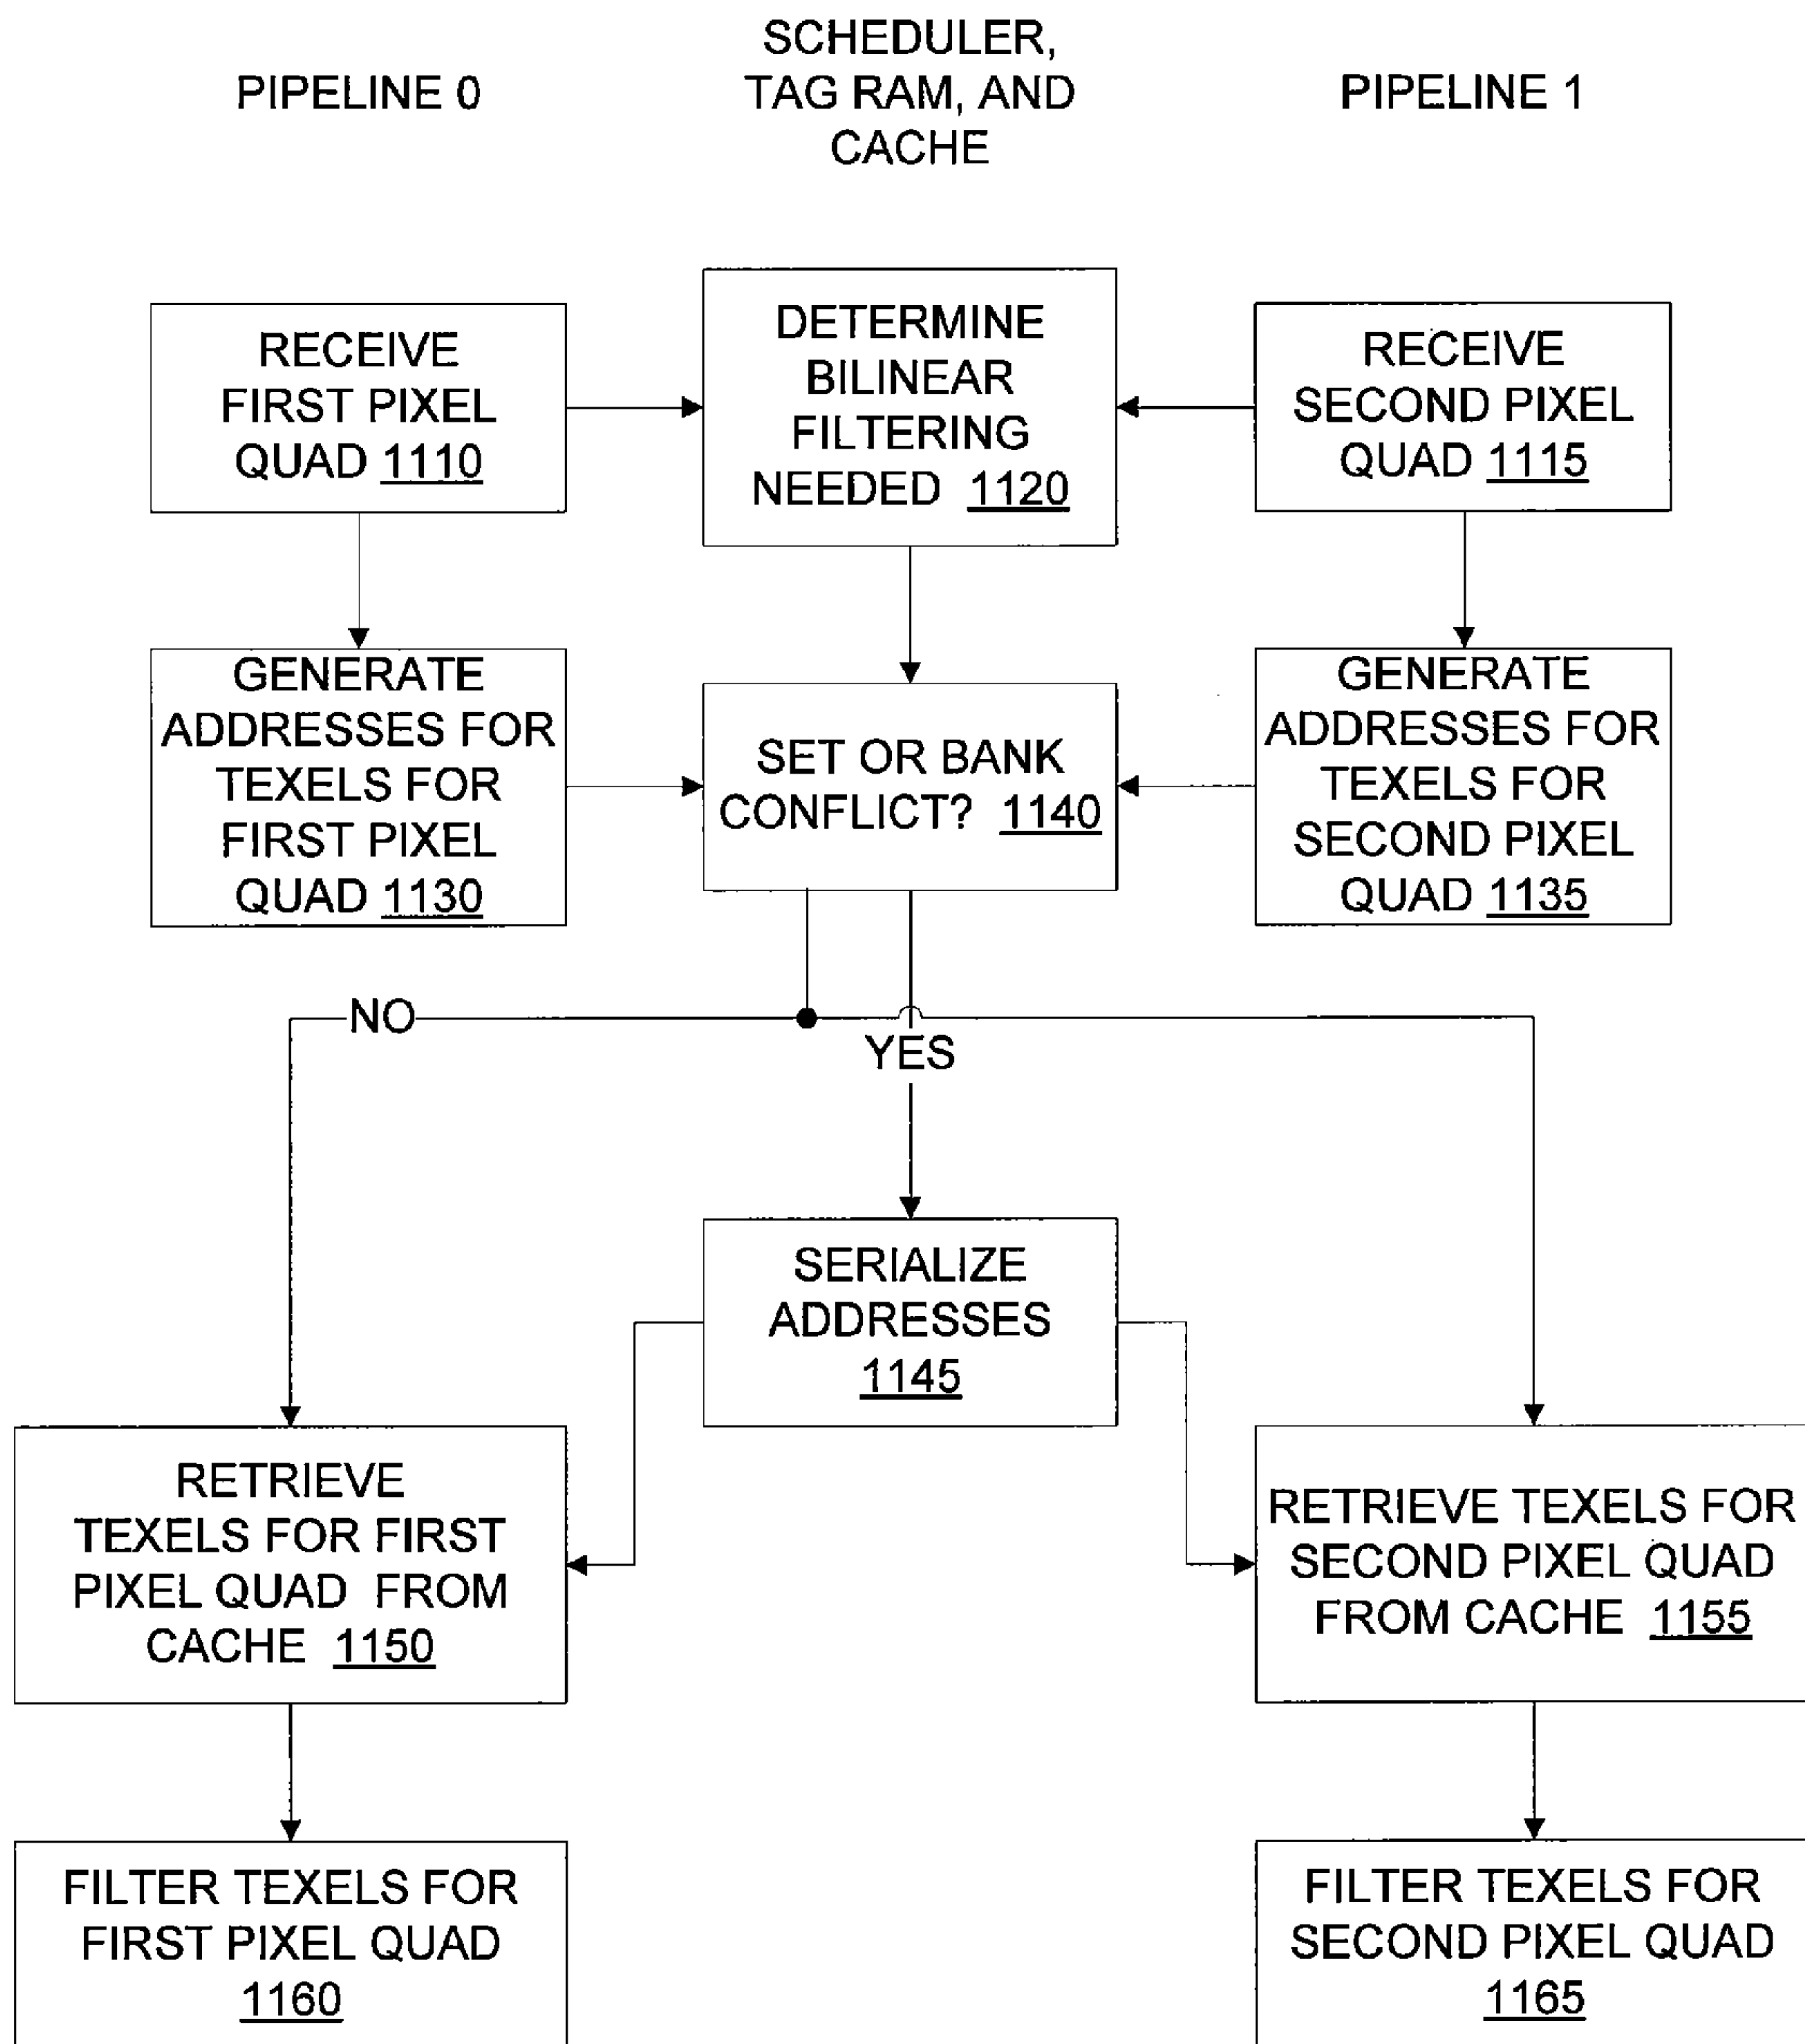 PIPELINE 0
SCHEDULER,
TAG RAM, AND
CACHE
PIPELINE 1
RECEIVE
FIRST PIXEL
QUAD 1110
DETERMINE
BILINEAR
FILTERING
NEEDED 1120
RECEIVE
SECOND PIXEL
QUAD 1115
GENERATE
ADDRESSES FOR
TEXELS FOR
FIRST PIXEL
QUAD 1130
SET OR BANK
CONFLICT? 1140
GENERATE
ADDRESSES FOR
TEXELS FOR
SECOND PIXEL
QUAD 1135
NO
YES
SERIALIZE
ADDRESSES
1145
RETRIEVE
TEXELS FOR FIRST
PIXEL QUAD FROM
CACHE 1150
RETRIEVE TEXELS FOR
SECOND PIXEL QUAD
FROM CACHE 1155
FILTER TEXELS FOR
FIRST PIXEL QUAD
1160
FILTER TEXELS FOR
SECOND PIXEL QUAD
1165